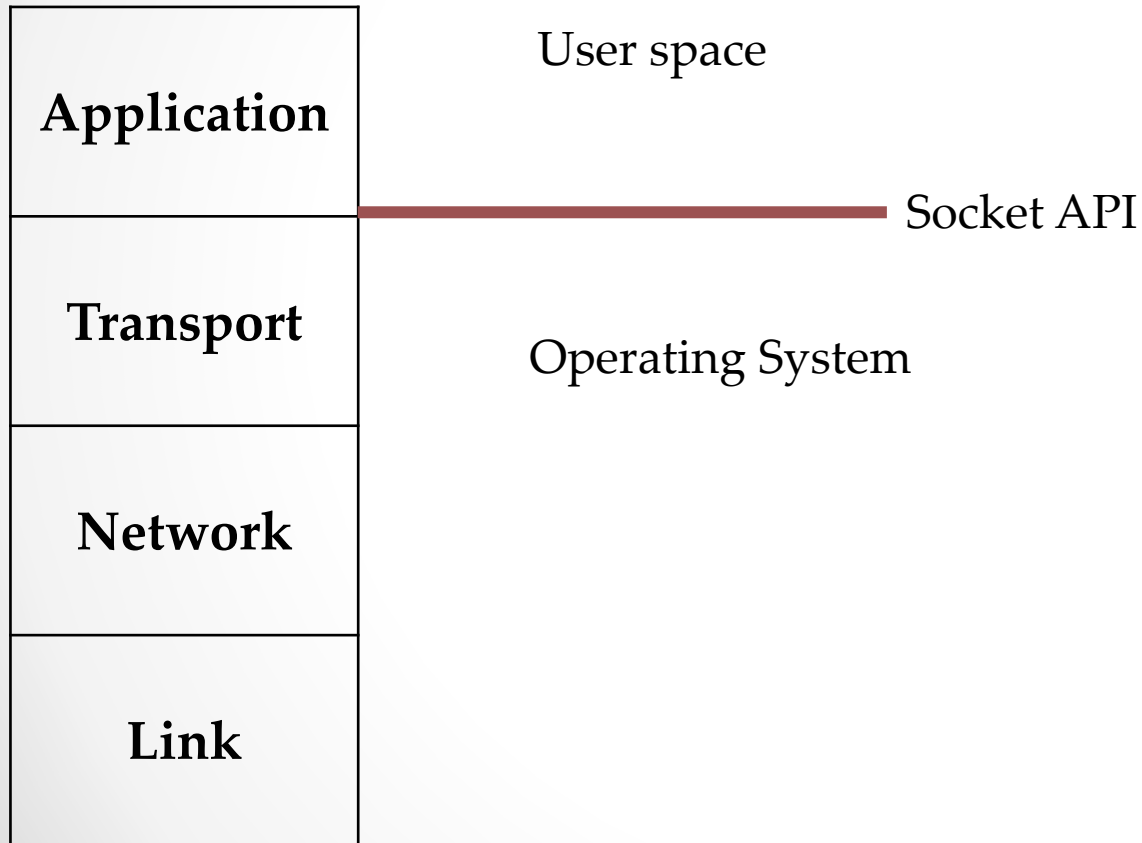 User space
Application
Socket API
Transport
Operating System
Network
Link